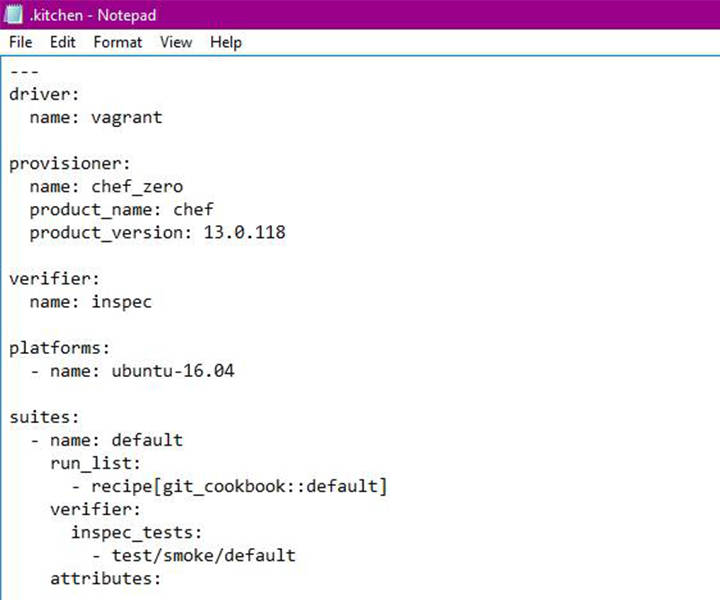 .kitchen - Notepad
File Edit Format View Help
---
driver:
  name: vagrant

provisioner:
  name: chef_zero
  product_name: chef
  product_version: 13.0.118

verifier:
  name: inspec

platforms:
  - name: ubuntu-16.04

suites:
  - name: default
    run_list:
      - recipe[git_cookbook::default]
    verifier:
      inspec_tests:
        - test/smoke/default
    attributes: